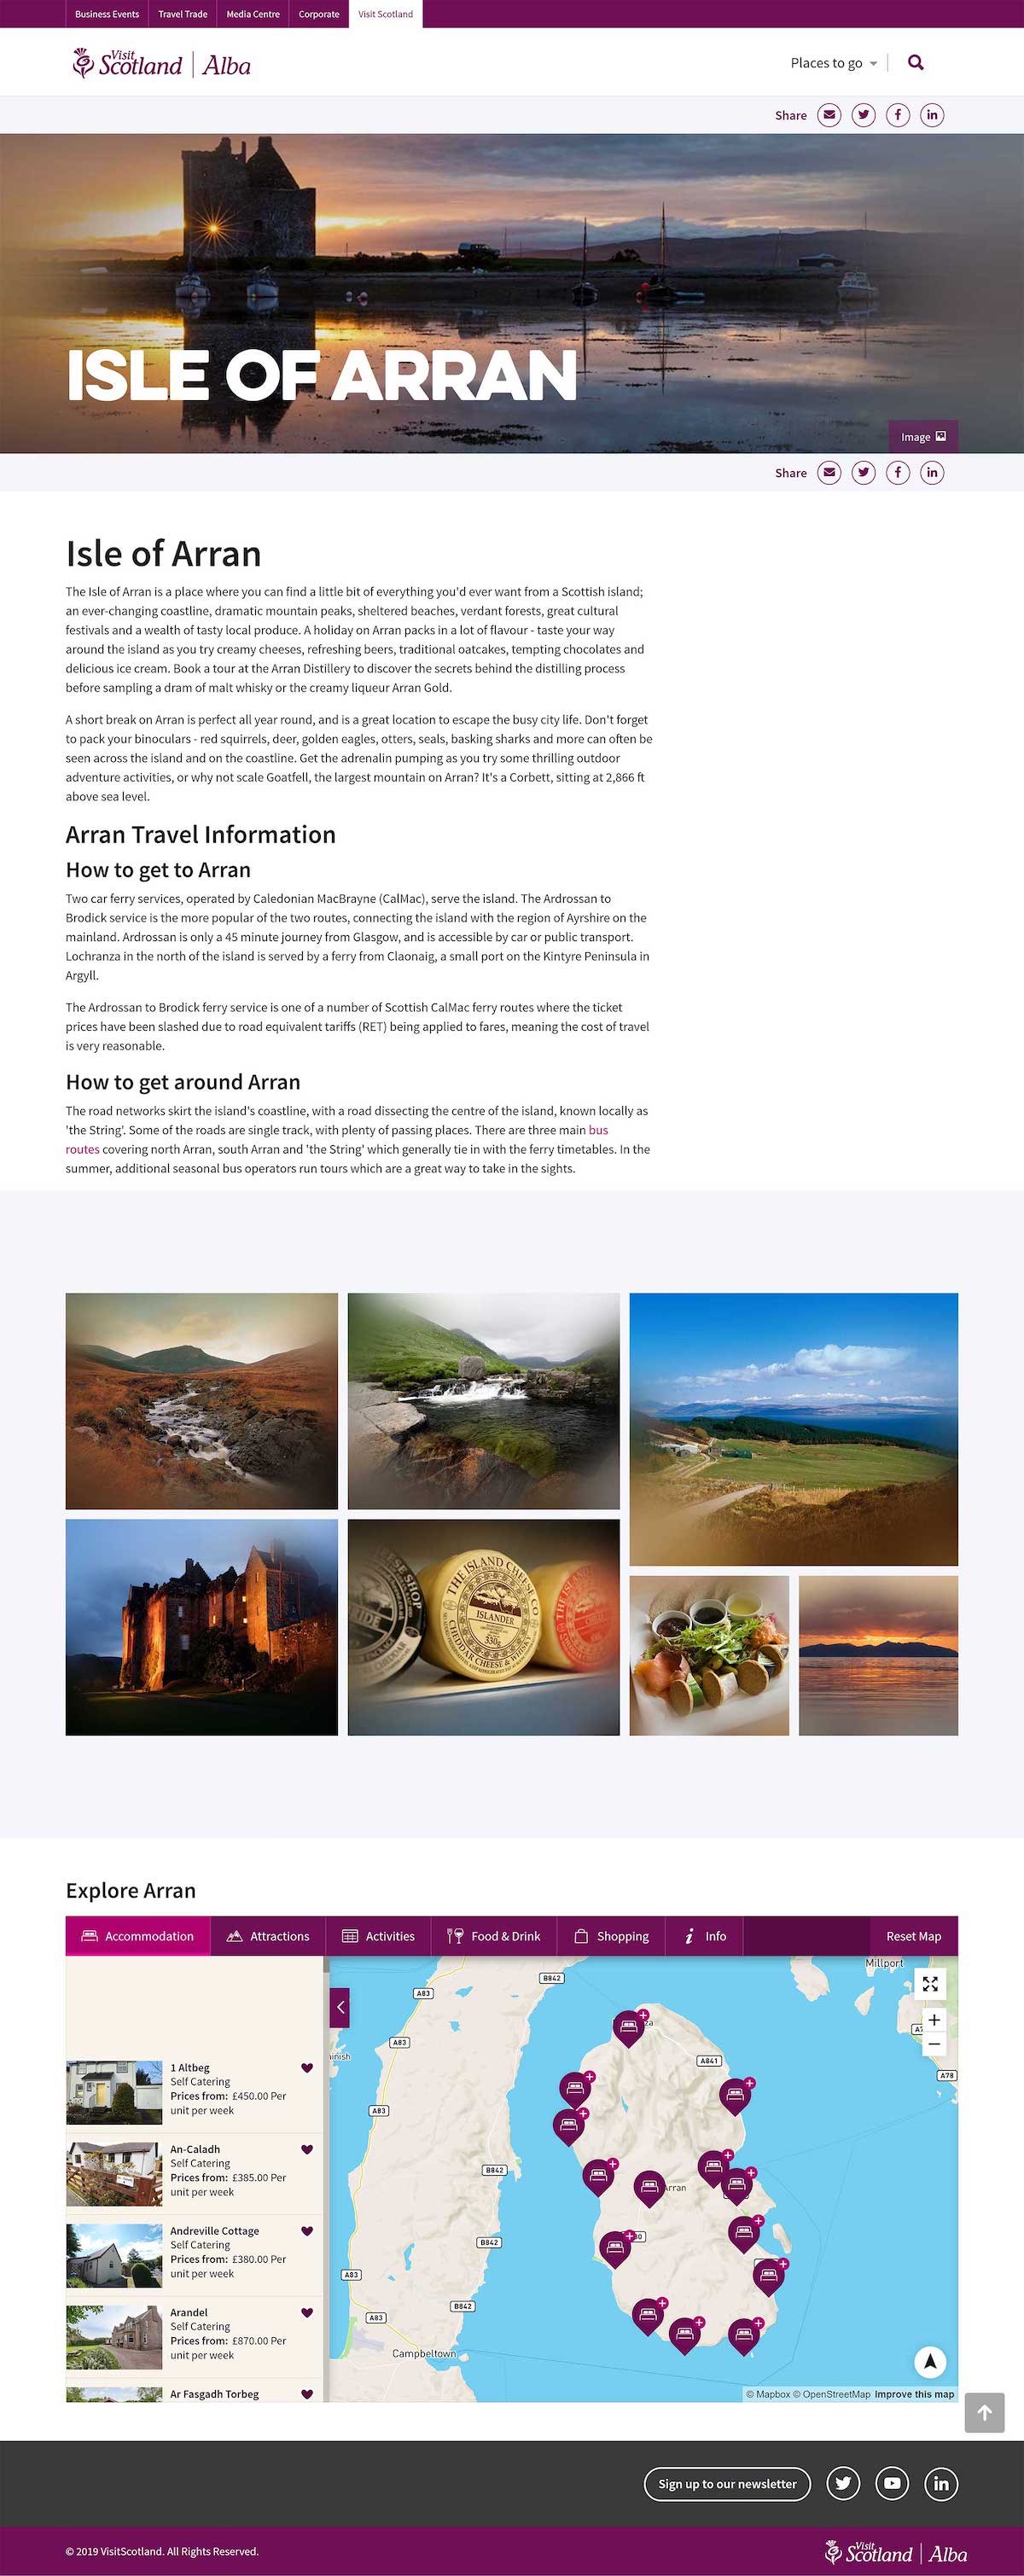 Business Events
Travel Trade
Media Centre
Corporate
Visit Scotland
Visit Scotland | Alba
Places to go
Share
ISLE OF ARRAN
Image
Share
Isle of Arran
The Isle of Arran is a place where you can find a little bit of everything you'd ever want from a Scottish island;
an ever-changing coastline, dramatic mountain peaks, sheltered beaches, verdant forests, great cultural
festivals and a wealth of tasty local produce. A holiday on Arran packs in a lot of flavour - taste your way
around the island as you try creamy cheeses, refreshing beers, traditional oatcakes, tempting chocolates and
delicious ice cream. Book a tour at the Arran Distillery to discover the secrets behind the distilling process
before sampling a dram of malt whisky or the creamy liqueur Arran Gold.
A short break on Arran is perfect all year round, and is a great location to escape the busy city life. Don't forget
to pack your binoculars - red squirrels, deer, golden eagles, otters, seals, basking sharks and more can often be
seen across the island and on the coastline. Get the adrenalin pumping as you try some thrilling outdoor
adventure activities, or why not scale Goatfell, the largest mountain on Arran? It's a Corbett, sitting at 2,866 ft
above sea level.
Arran Travel Information
How to get to Arran
Two car ferry services, operated by Caledonian MacBrayne (CalMac), serve the island. The Ardrossan to
Brodick service is the more popular of the two routes, connecting the island with the region of Ayrshire on the
mainland. Ardrossan is only a 45 minute journey from Glasgow, and is accessible by car or public transport.
Lochranza in the north of the island is served by a ferry from Claonaig, a small port on the Kintyre Peninsula in
Argyll.
The Ardrossan to Brodick ferry service is one of a number of Scottish CalMac ferry routes where the ticket
prices have been slashed due to road equivalent tariffs (RET) being applied to fares, meaning the cost of travel
is very reasonable.
How to get around Arran
The road networks skirt the island's coastline, with a road dissecting the centre of the island, known locally as
'the String'. Some of the roads are single track, with plenty of passing places. There are three main bus
routes covering north Arran, south Arran and 'the String' which generally tie in with the ferry timetables. In the
summer, additional seasonal bus operators run tours which are a great way to take in the sights.
THE ISLAND CHEESE CO
ISLANDER
330g
CHEDDAR CHEESE &
THE ISLAND
Explore Arran
Accommodation
Attractions
Activities
Food & Drink
Shopping
Info
Reset Map
1 Altbeg
Self Catering
Prices from: £450.00 Per
unit per week
An-Caladh
Self Catering
Prices from: £385.00 Per
unit per week
Andreville Cottage
Self Catering
Prices from: £380.00 Per
unit per week
Arandel
Self Catering
Prices from: £870.00 Per
unit per week
Ar Fasgadh Torbeg
Millport
B842
A83
A83
A841
A78
A83
B842
Arran
B842
A83
B842
A83
Campbeltown
© Mapbox © OpenStreetMap Improve this map
Sign up to our newsletter
© 2019 VisitScotland. All Rights Reserved.
Visit Scotland | Alba